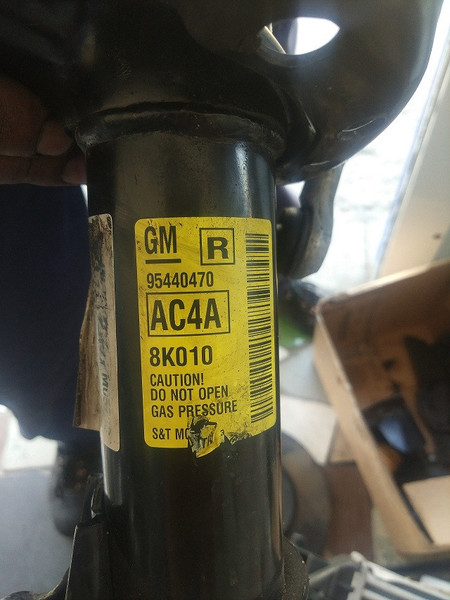 GM R
95440470
AC4A
8K010
CAUTION!
DO NOT OPEN
GAS PRESSURE
S&T